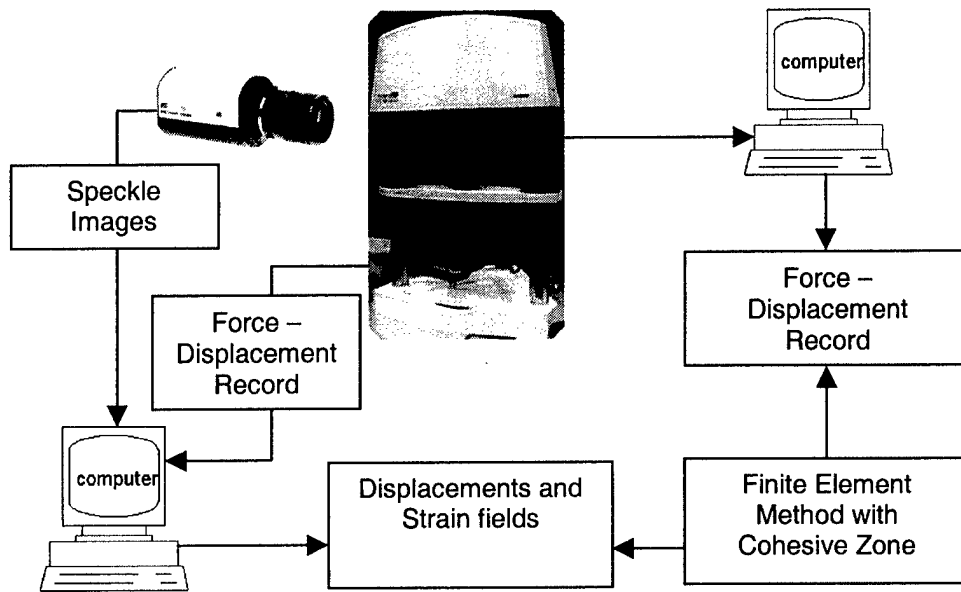 computer
Speckle
Images
Force –
Displacement
Record
Force –
Displacement
Record
computer
Displacements and
Strain fields
Finite Element
Method with
Cohesive Zone